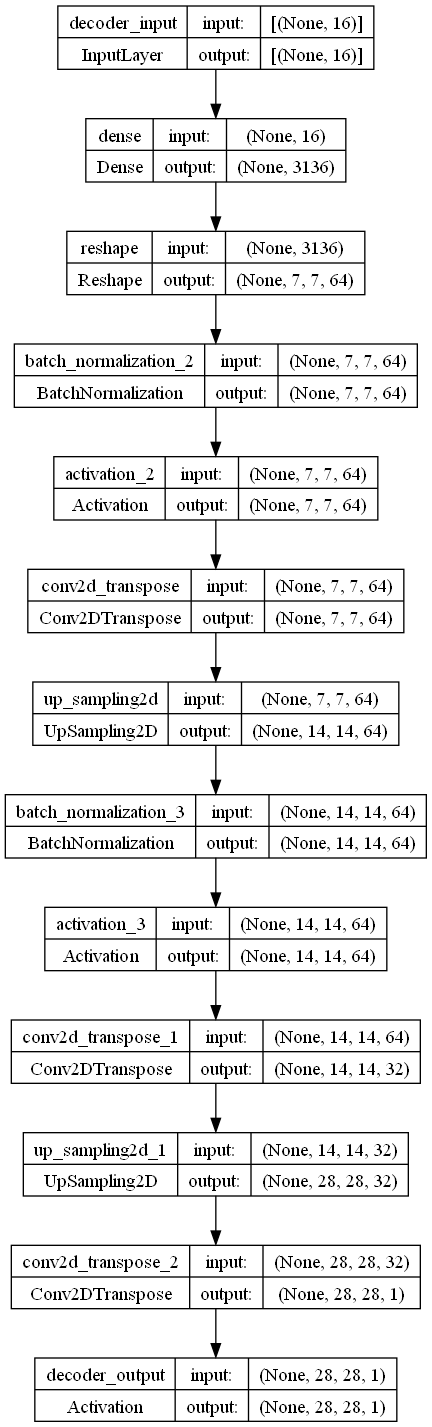 decoder_input input: [(None, 16)]
InputLayer output: [(None, 16)]
dense input: (None, 16)
Dense output: (None, 3136)
reshape input: (None, 3136)
Reshape output: (None, 7, 7, 64)
batch_normalization_2 input: (None, 7, 7, 64)
BatchNormalization output: (None, 7, 7, 64)
activation_2 input: (None, 7, 7, 64)
Activation output: (None, 7, 7, 64)
conv2d_transpose input: (None, 7, 7, 64)
Conv2DTranspose output: (None, 7, 7, 64)
up_sampling2d input: (None, 7, 7, 64)
UpSampling2D output: (None, 14, 14, 64)
batch_normalization_3 input: (None, 14, 14, 64)
BatchNormalization output: (None, 14, 14, 64)
activation_3 input: (None, 14, 14, 64)
Activation output: (None, 14, 14, 64)
conv2d_transpose_1 input: (None, 14, 14, 64)
Conv2DTranspose output: (None, 14, 14, 32)
up_sampling2d_1 input: (None, 14, 14, 32)
UpSampling2D output: (None, 28, 28, 32)
conv2d_transpose_2 input: (None, 28, 28, 32)
Conv2DTranspose output: (None, 28, 28, 1)
decoder_output input: (None, 28, 28, 1)
Activation output: (None, 28, 28, 1)